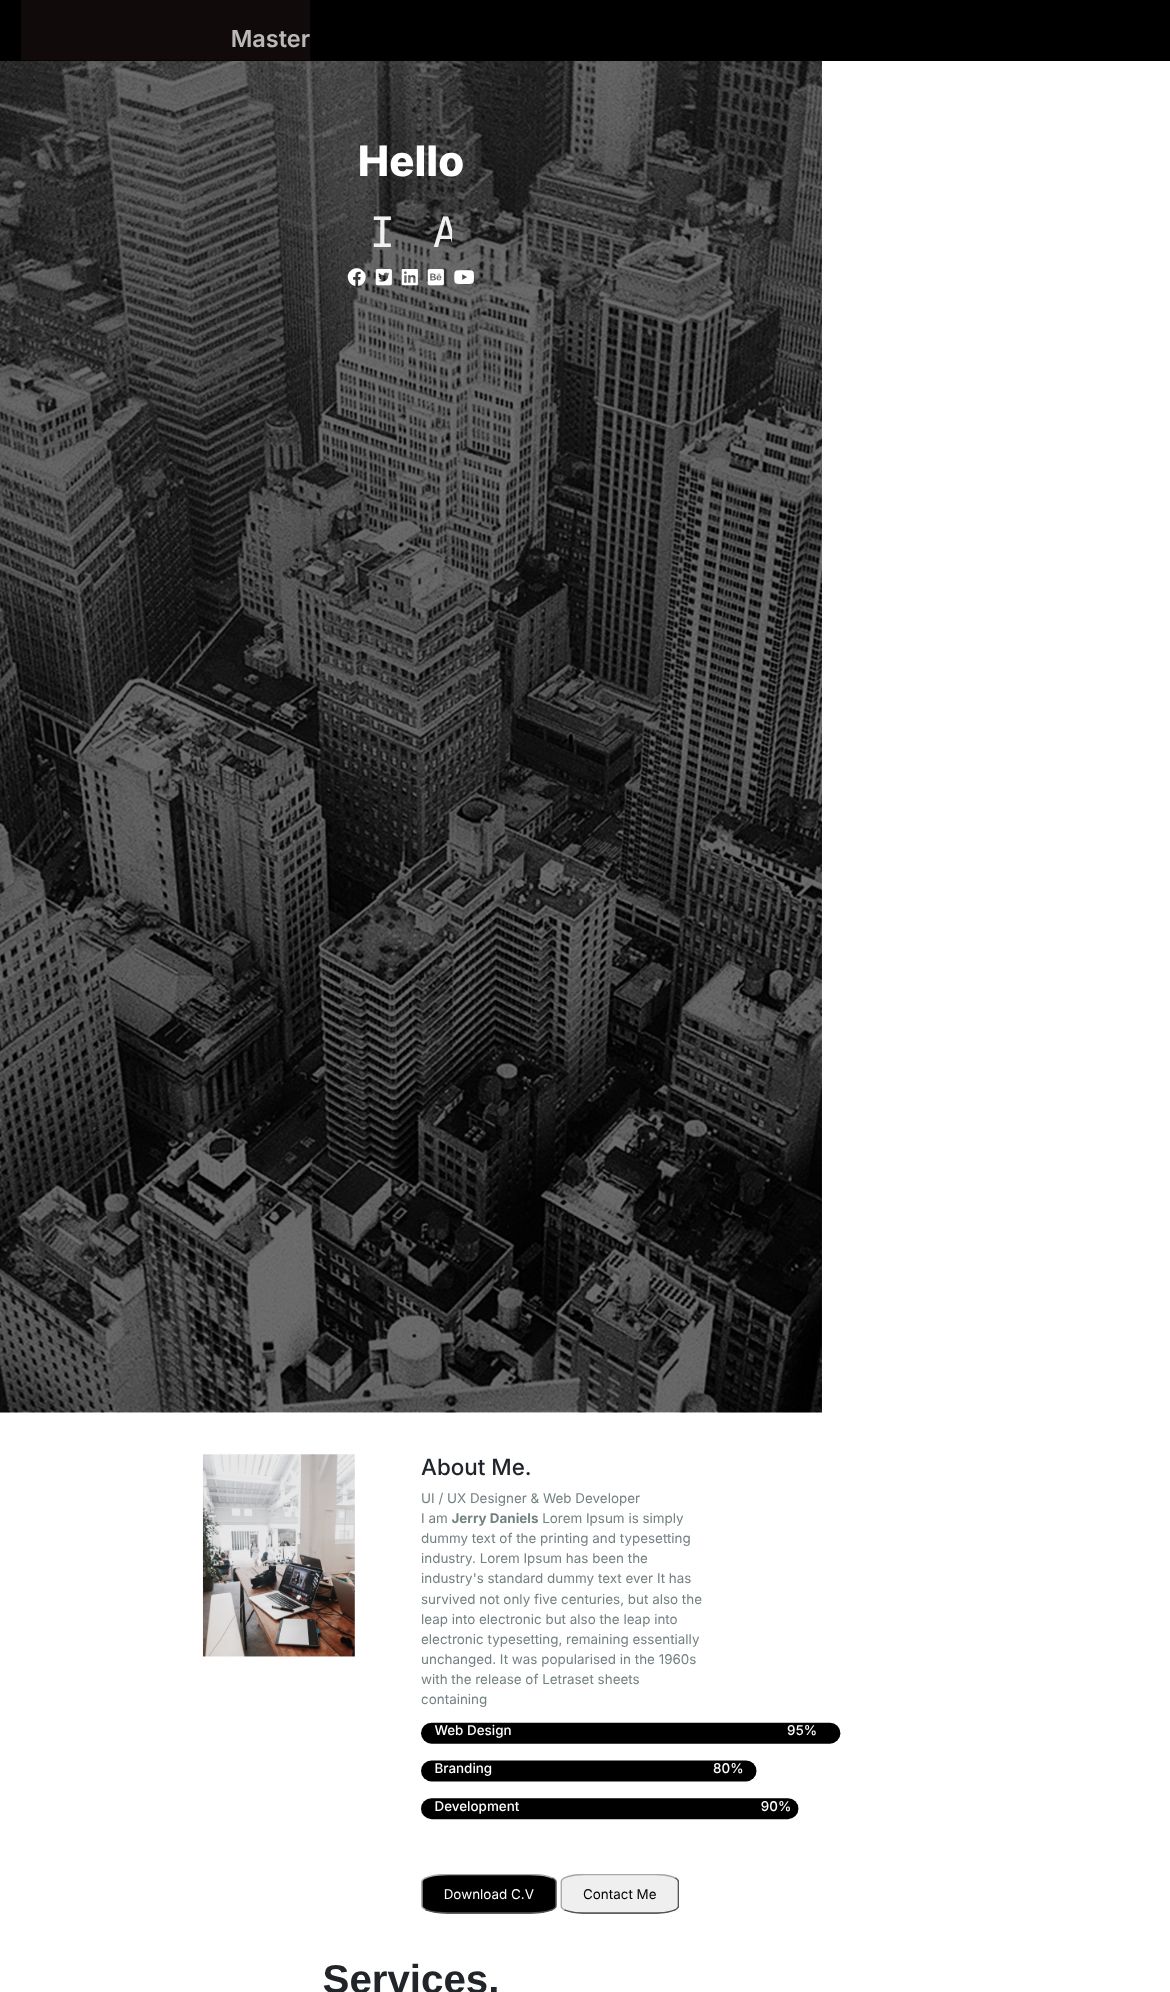 Master
Hello
I A
Bē
About Me.
UI / UX Designer & Web Developer
I am Jerry Daniels Lorem Ipsum is simply
dummy text of the printing and typesetting
industry. Lorem Ipsum has been the
industry's standard dummy text ever It has
survived not only five centuries, but also the
leap into electronic but also the leap into
electronic typesetting, remaining essentially
unchanged. It was popularised in the 1960s
with the release of Letraset sheets
containing
Web Design 95%
Branding 80%
Development 90%
Download C.V Contact Me
Services.